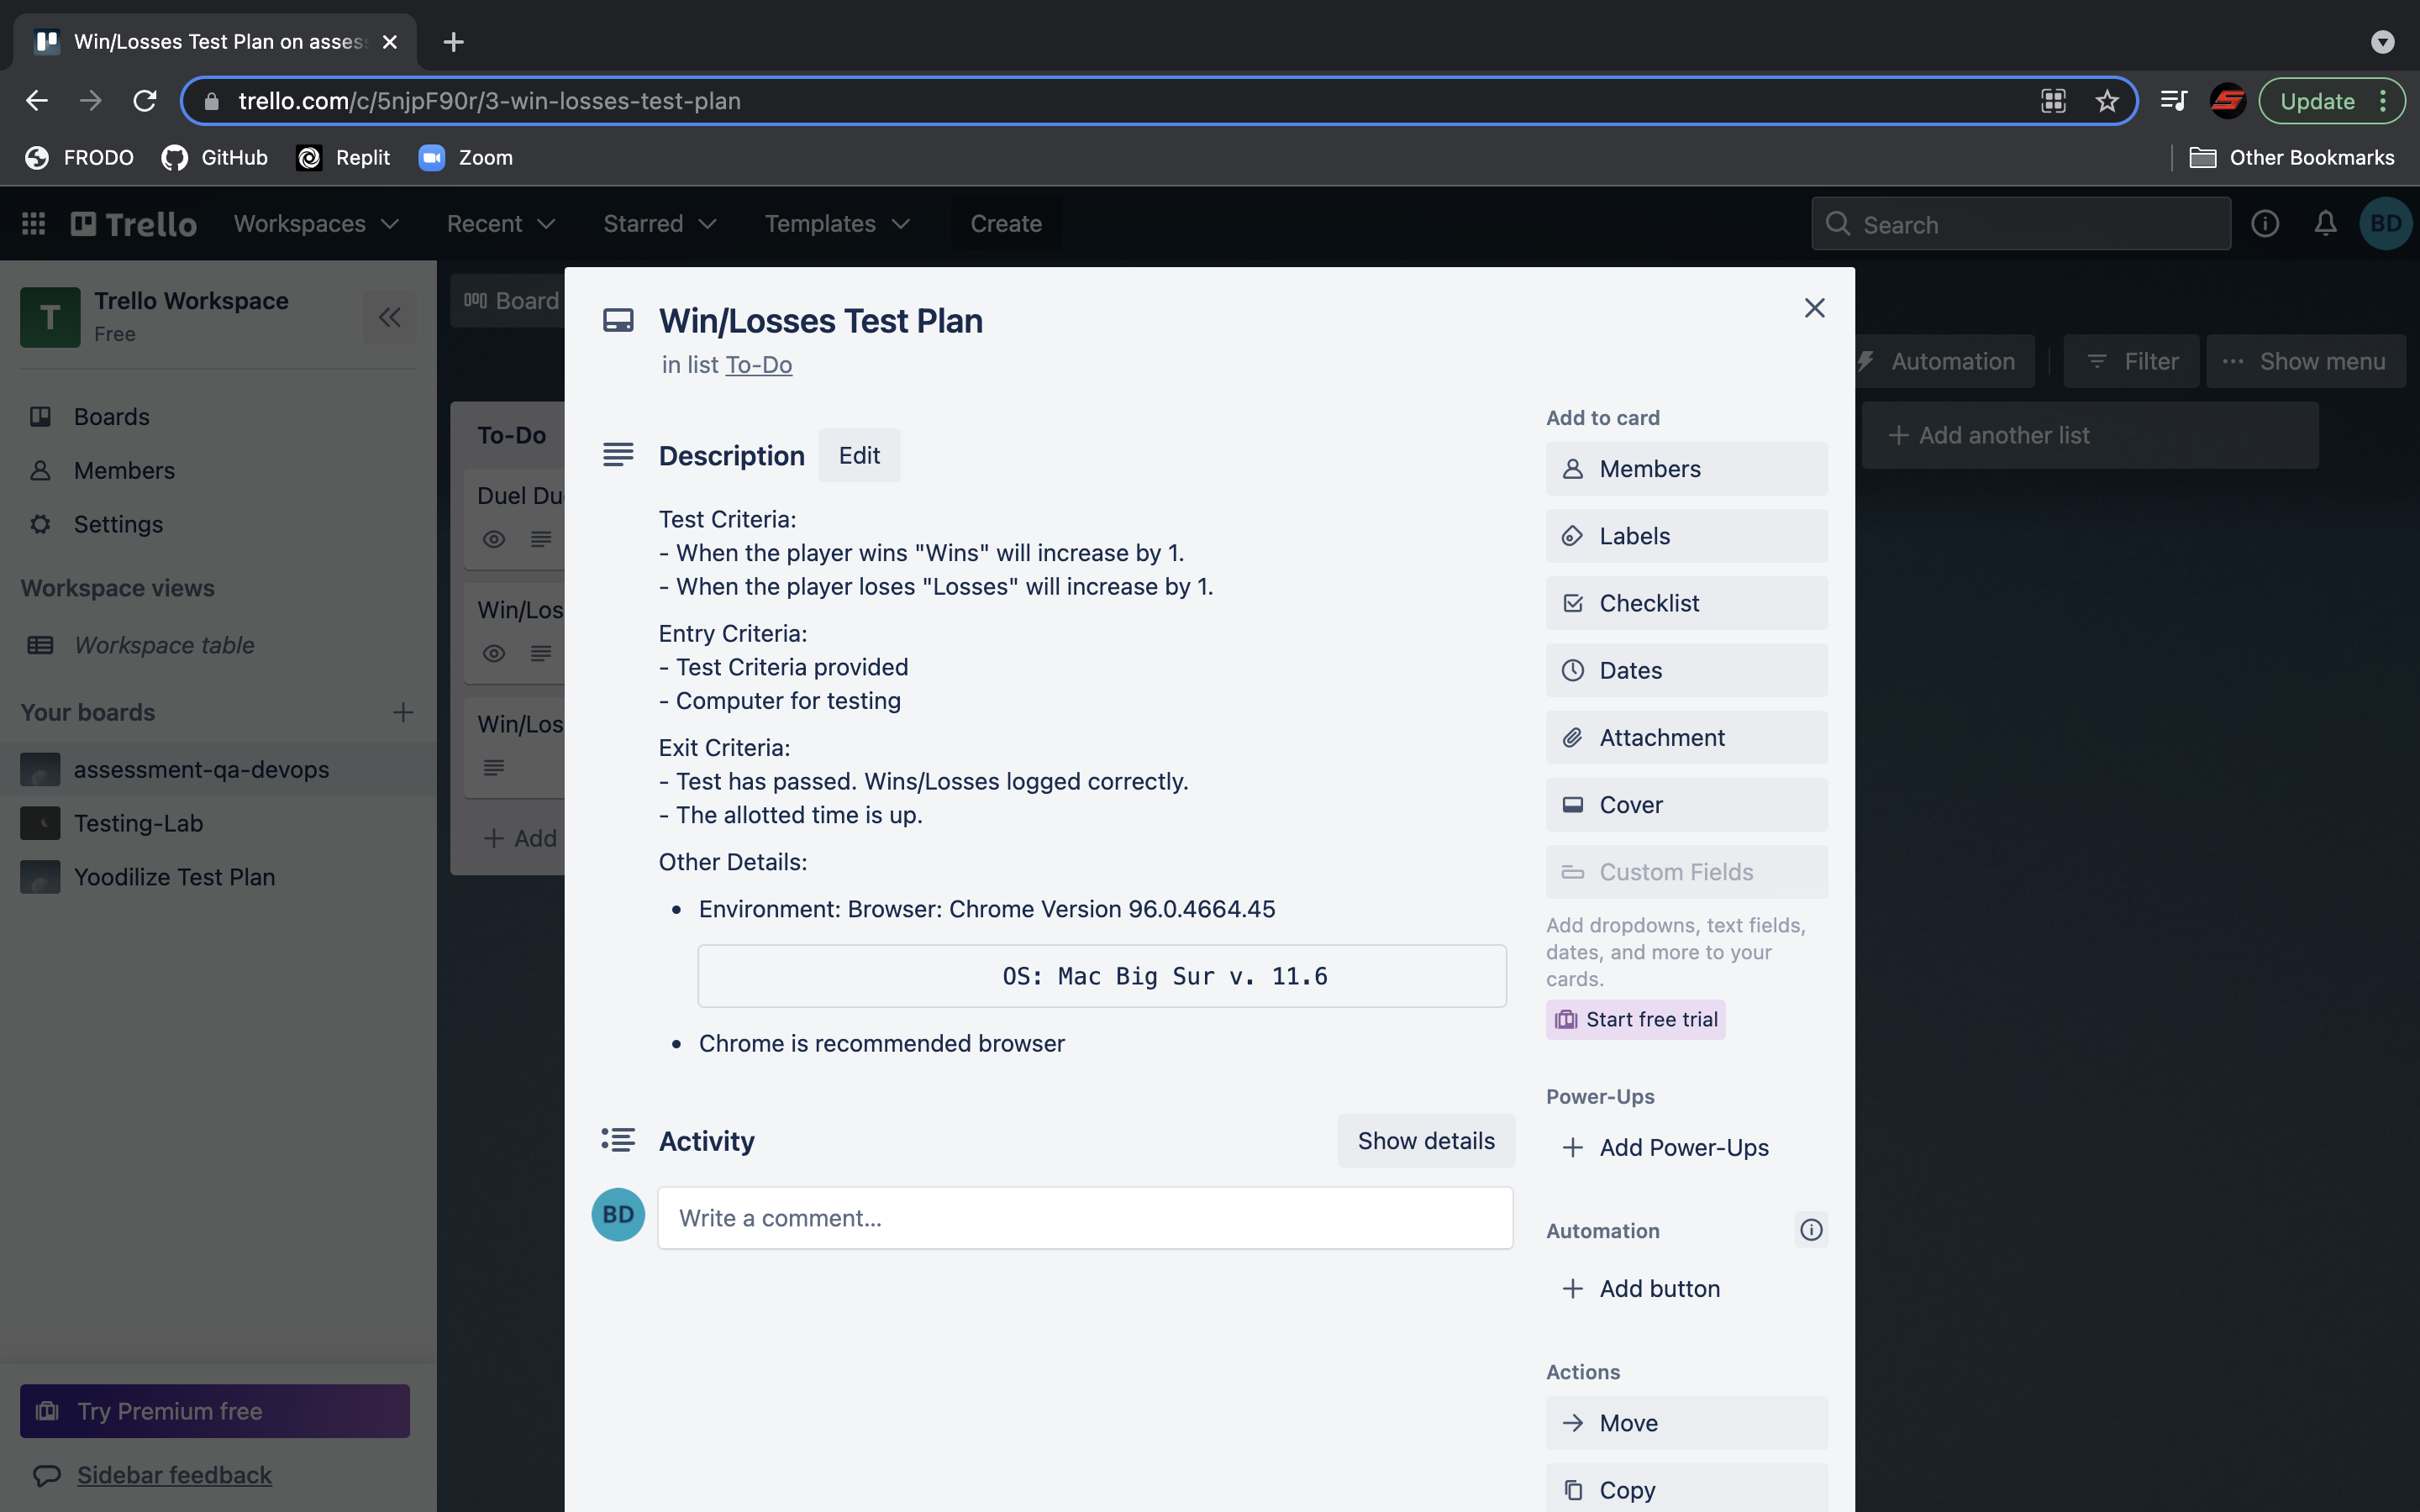 Win/Losses Test Plan on asses
trello.com/c/5njpF90r/3-win-losses-test-plan
Update
FRODO
GitHub
Replit
Zoom
Other Bookmarks
Trello
Workspaces
Recent
Starred
Templates
Create
Search
BD
T
Trello Workspace
Free
Boards
Members
Settings
Workspace views
Workspace table
Your boards
assessment-qa-devops
Testing-Lab
Yoodilize Test Plan
Try Premium free
Sidebar feedback
Board
Automation
Filter
Show menu
To-Do
Duel Du
Win/Los
Win/Los
Add
Add another list
Win/Losses Test Plan
in list To-Do
Description
Edit
Test Criteria:
- When the player wins "Wins" will increase by 1.
- When the player loses "Losses" will increase by 1.
Entry Criteria:
- Test Criteria provided
- Computer for testing
Exit Criteria:
- Test has passed. Wins/Losses logged correctly.
- The allotted time is up.
Other Details:
• Environment: Browser: Chrome Version 96.0.4664.45
OS: Mac Big Sur v. 11.6
• Chrome is recommended browser
Activity
Show details
BD
Write a comment...
Add to card
Members
Labels
Checklist
Dates
Attachment
Cover
Custom Fields
Add dropdowns, text fields,
dates, and more to your
cards.
Start free trial
Power-Ups
Add Power-Ups
Automation
Add button
Actions
Move
Copy